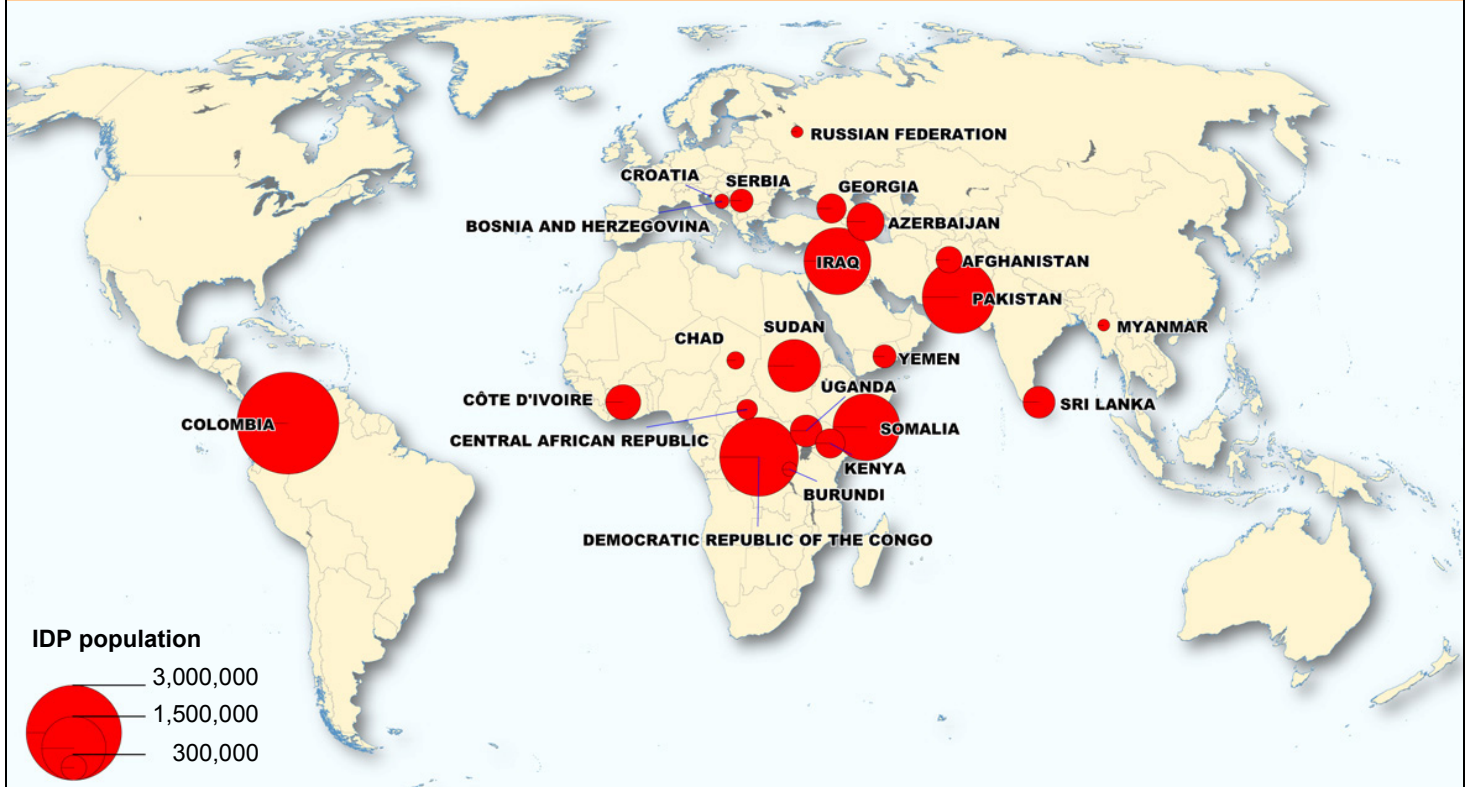 RUSSIAN FEDERATION
CROATIA
SERBIA
GEORGIA
BOSNIA AND HERZEGOVINA
AZERBAIJAN
IRAQ
AFGHANISTAN
PAKISTAN
CHAD
SUDAN
MYANMAR
YEMEN
UGANDA
CÔTE D'IVOIRE
SRI LANKA
COLOMBIA
SOMALIA
CENTRAL AFRICAN REPUBLIC
KENYA
BURUNDI
DEMOCRATIC REPUBLIC OF THE CONGO
IDP population
3,000,000
1,500,000
300,000